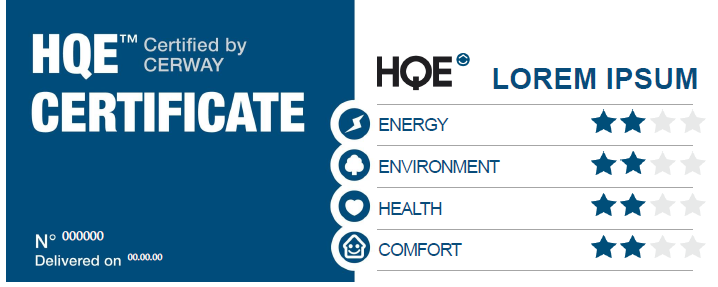 HQE™ Certified by
CERWAY
CERTIFICATE
N° 000000
Delivered on 00.00.00
HQE
LOREM IPSUM
ENERGY
ENVIRONMENT
HEALTH
COMFORT